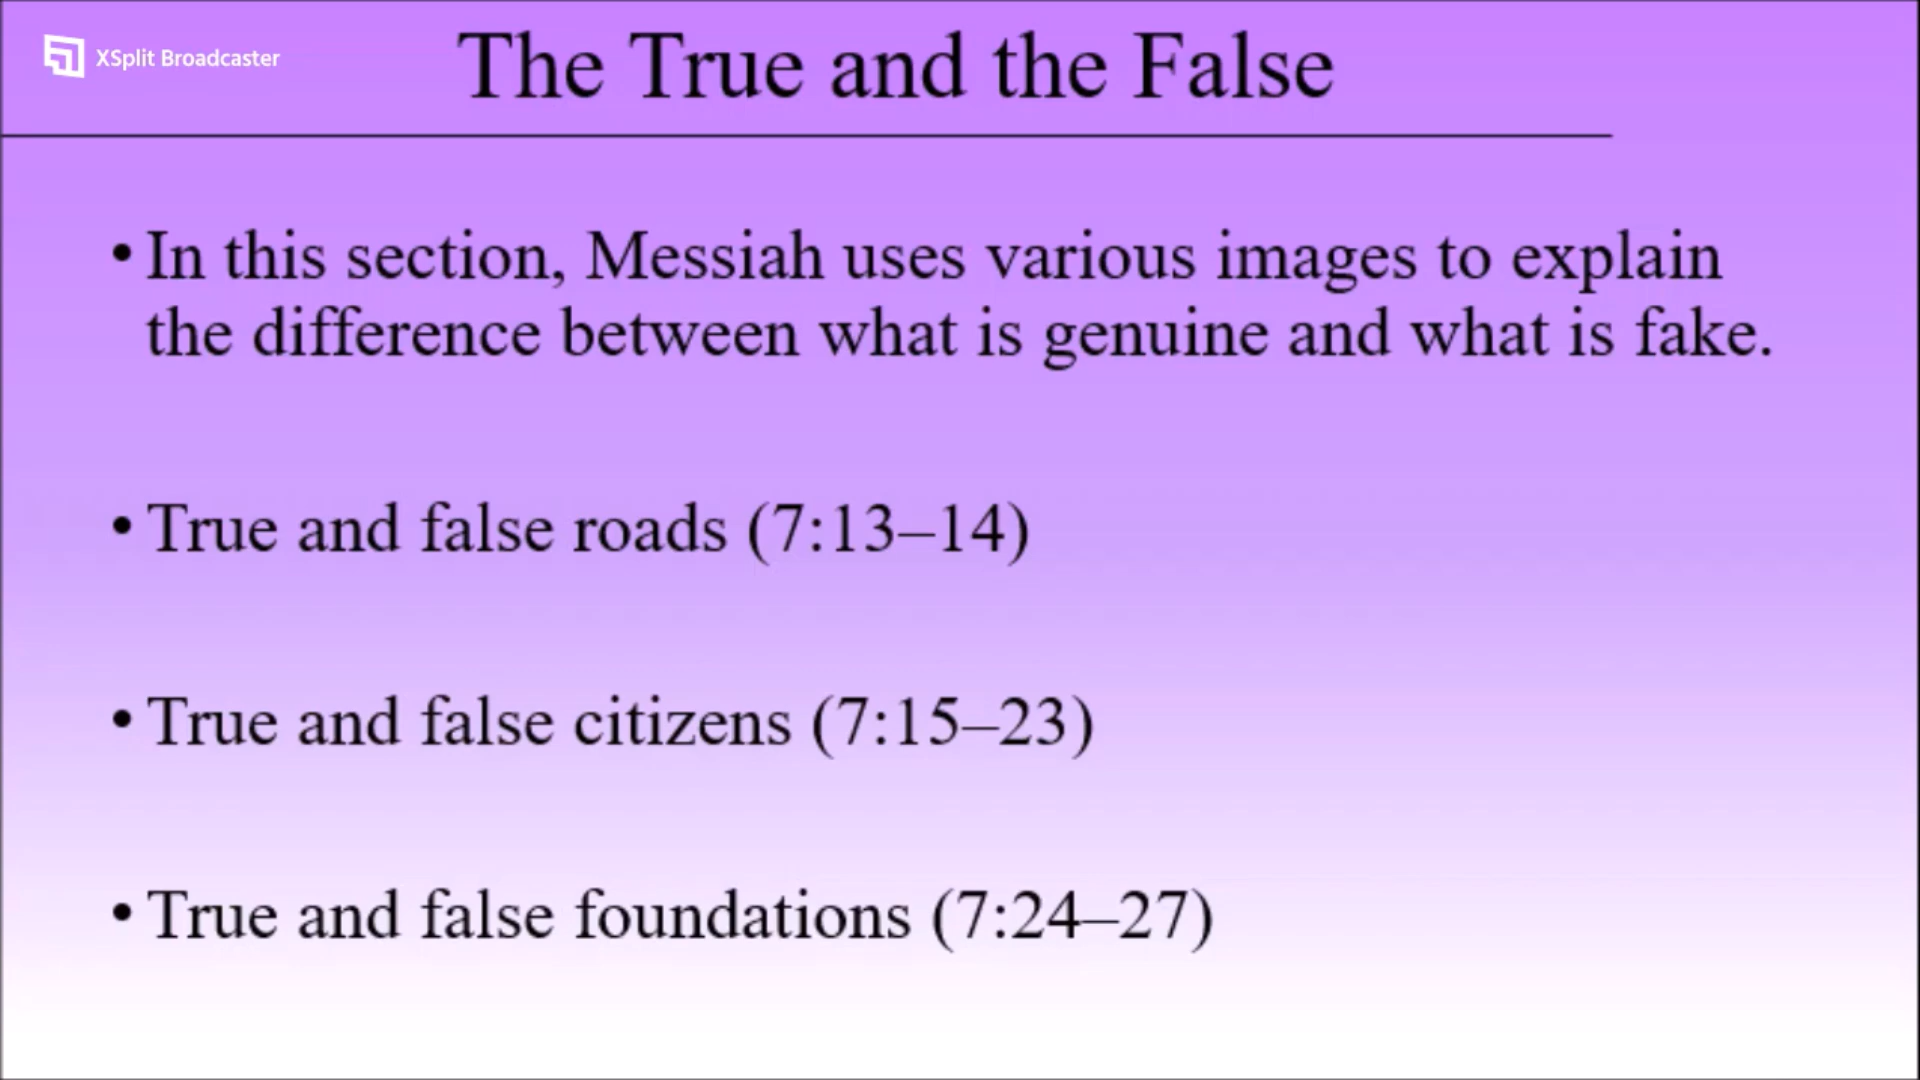 XSplit Broadcaster
The True and the False
• In this section, Messiah uses various images to explain
the difference between what is genuine and what is fake.
• True and false roads (7:13–14)
• True and false citizens (7:15–23)
• True and false foundations (7:24–27)